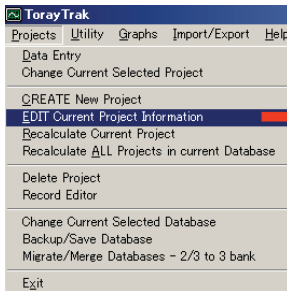 TorayTrak
Projects Utility Graphs Import/Export Help
Data Entry
Change Current Selected Project
CREATE New Project
EDIT Current Project Information
Recalculate Current Project
Recalculate ALL Projects in current Database
Delete Project
Record Editor
Change Current Selected Database
Backup/Save Database
Migrate/Merge Databases - 2/3 to 3 bank
Exit